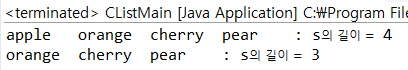 <terminated> CListMain [Java Application] C:₩Program File
apple orange cherry pear : s의 길이 = 4
orange cherry pear : s의 길이 = 3